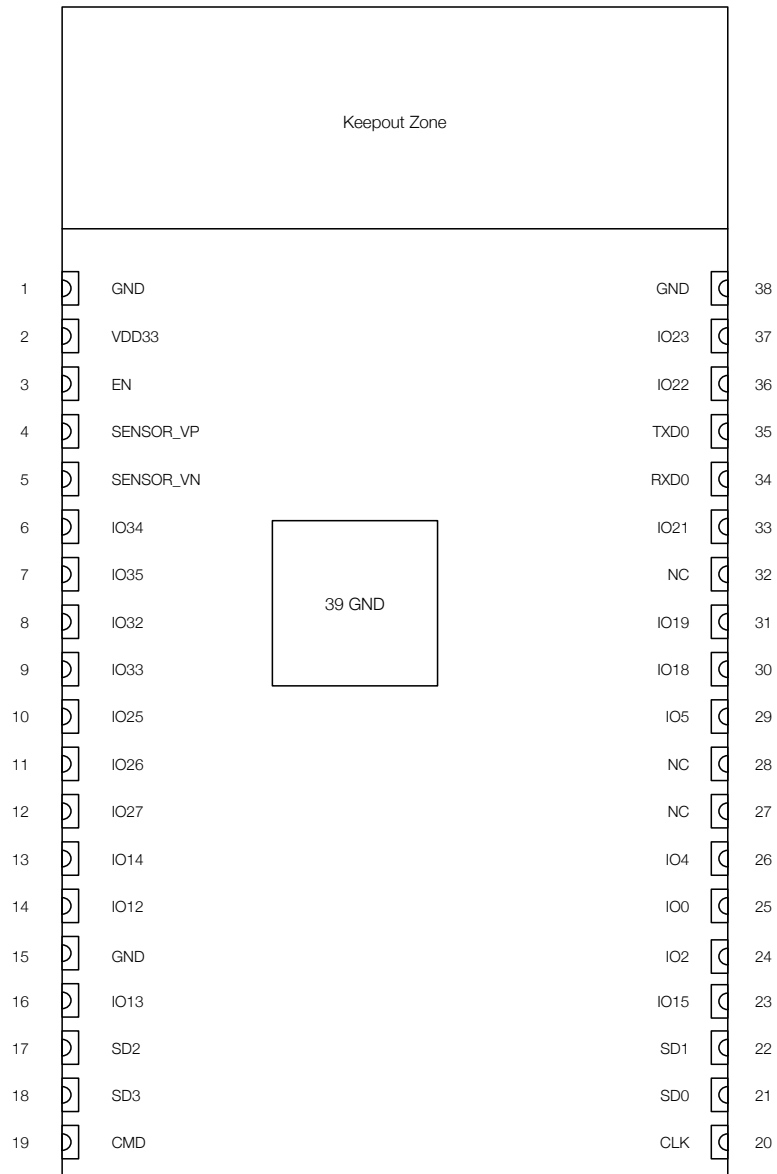 Keepout Zone
1 GND GND 38
2 VDD33 IO23 37
3 EN IO22 36
4 SENSOR_VP TXD0 35
5 SENSOR_VN RXD0 34
6 IO34 IO21 33
7 IO35 NC 32
39 GND
8 IO32 IO19 31
9 IO33 IO18 30
10 IO25 IO5 29
11 IO26 NC 28
12 IO27 NC 27
13 IO14 IO4 26
14 IO12 IO0 25
15 GND IO2 24
16 IO13 IO15 23
17 SD2 SD1 22
18 SD3 SD0 21
19 CMD CLK 20